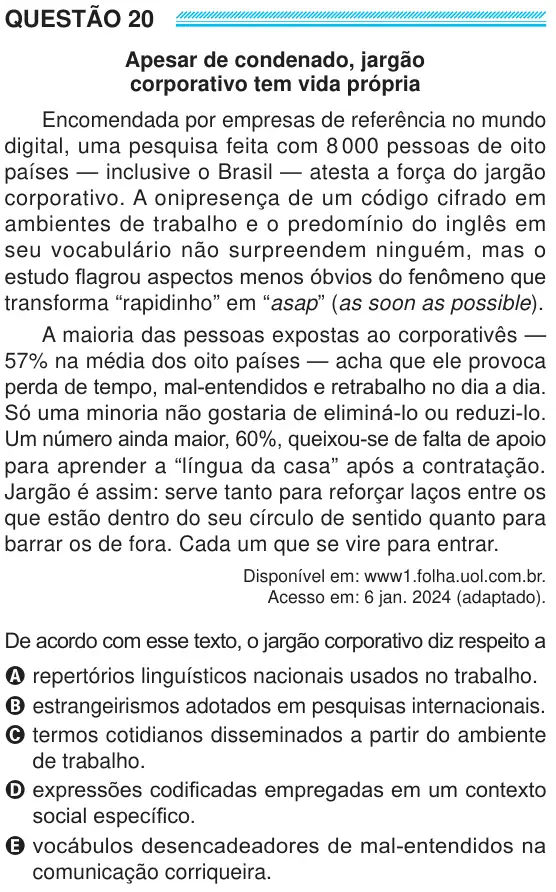 QUESTÃO 20
Apesar de condenado, jargão
corporativo tem vida própria
Encomendada por empresas de referência no mundo
digital, uma pesquisa feita com 8 000 pessoas de oito
países — inclusive o Brasil — atesta a força do jargão
corporativo. A onipresença de um código cifrado em
ambientes de trabalho e o predomínio do inglês em
seu vocabulário não surpreendem ninguém, mas o
estudo flagrou aspectos menos óbvios do fenômeno que
transforma “rapidinho” em “asap” (as soon as possible).
A maioria das pessoas expostas ao corporativês —
57% na média dos oito países — acha que ele provoca
perda de tempo, mal-entendidos e retrabalho no dia a dia.
Só uma minoria não gostaria de eliminá-lo ou reduzi-lo.
Um número ainda maior, 60%, queixou-se de falta de apoio
para aprender a “língua da casa” após a contratação.
Jargão é assim: serve tanto para reforçar laços entre os
que estão dentro do seu círculo de sentido quanto para
barrar os de fora. Cada um que se vire para entrar.
Disponível em: www1.folha.uol.com.br.
Acesso em: 6 jan. 2024 (adaptado).
De acordo com esse texto, o jargão corporativo diz respeito a
A repertórios linguísticos nacionais usados no trabalho.
B estrangeirismos adotados em pesquisas internacionais.
C termos cotidianos disseminados a partir do ambiente
de trabalho.
D expressões codificadas empregadas em um contexto
social específico.
E vocábulos desencadeadores de mal-entendidos na
comunicação corriqueira.